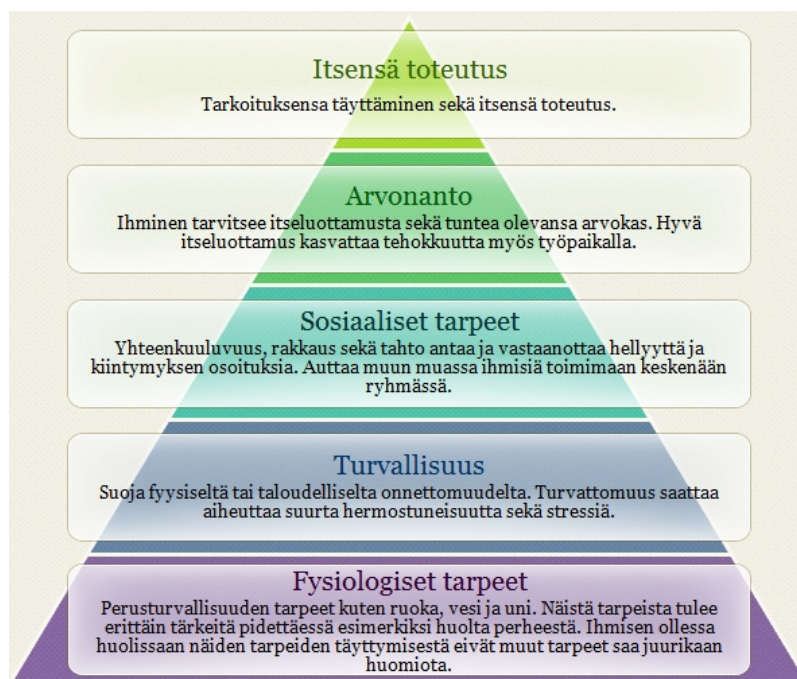 Itsensä toteutus
Tarkoituksensa täyttäminen sekä itsensä toteutus.
Arvonanto
Ihminen tarvitsee itseluottamusta sekä tuntea olevansa arvokas. Hyvä
itseluottamus kasvattaa tehokkuutta myös työpaikalla.
Sosiaaliset tarpeet
Yhteenkuuluvuus, rakkaus sekä tahto antaa ja vastaanottaa hellyyttä ja
kiintymyksen osoituksia. Auttaa muun muassa ihmisiä toimimaan keskenään
ryhmässä.
Turvallisuus
Suoja fyysiseltä tai taloudelliselta onnettomuudelta. Turvattomuus saattaa
aiheuttaa suurta hermostuneisuutta sekä stressiä.
Fysiologiset tarpeet
Perusturvallisuuden tarpeet kuten ruoka, vesi ja uni. Näistä tarpeista tulee
erittäin tärkeitä pidettäessä esimerkiksi huolta perheestä. Ihmisen ollessa
huolissaan näiden tarpeiden täyttymisestä eivät muut tarpeet saa juurikaan
huomiota.